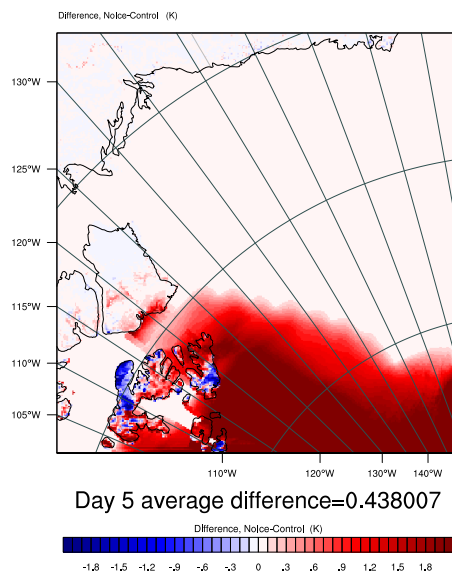 Difference, NoIce-Control   (K)
130°W
125°W
120°W
115°W
110°W
105°W
110°W 120°W 130°W 140°W
Day 5 average difference=0.438007
Difference, NoIce-Control   (K)
-1.8 -1.5 -1.2 -.9 -.6 -.3 0 .3 .6 .9 1.2 1.5 1.8